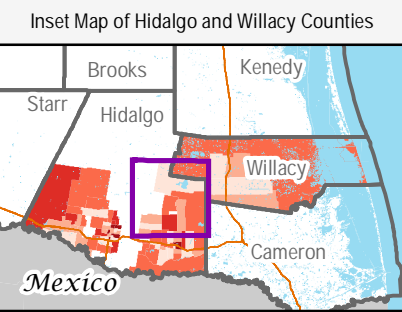 Inset Map of Hidalgo and Willacy Counties
Brooks
Kenedy
Starr
Hidalgo
Willacy
Cameron
Mexico